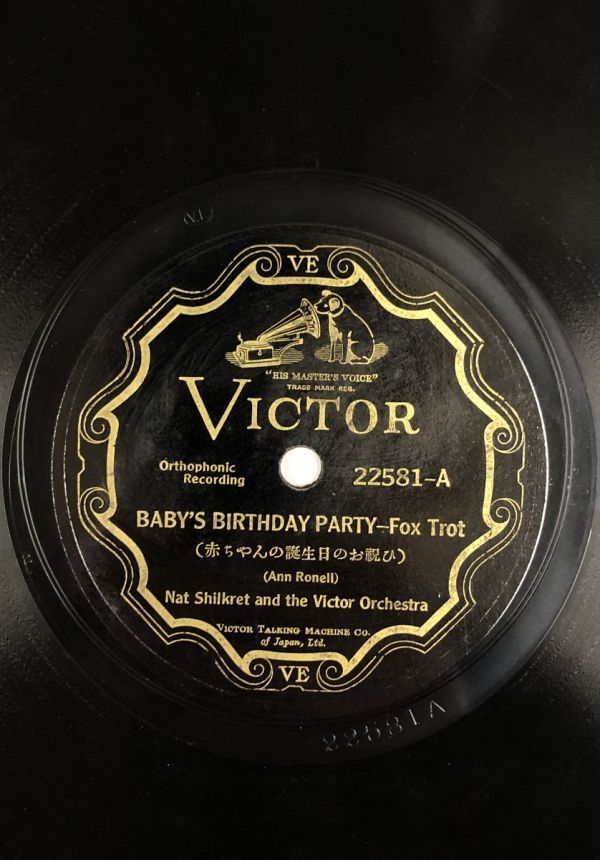 (VI)
VE
"HIS MASTER'S VOICE"
TRADE MARK REG.
VICTOR
Orthophonic
Recording
22581-A
BABY'S BIRTHDAY PARTY-Fox Trot
(赤ちやんの誕生日のお祝ひ)
(Ann Ronell)
Nat Shilkret and the Victor Orchestra
VICTOR TALKING MACHINE CO.
of Japan, Ltd.
VE
22581A